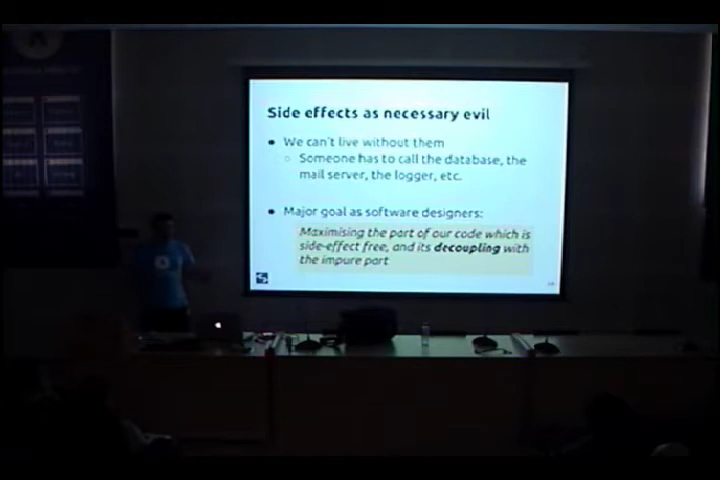 Side effects as necessary evil
● We can't live without them
○ Someone has to call the database, the
mail server, the logger, etc.
● Major goal as software designers:
Maximising the part of our code which is
side-effect free, and its decoupling with
the impure part